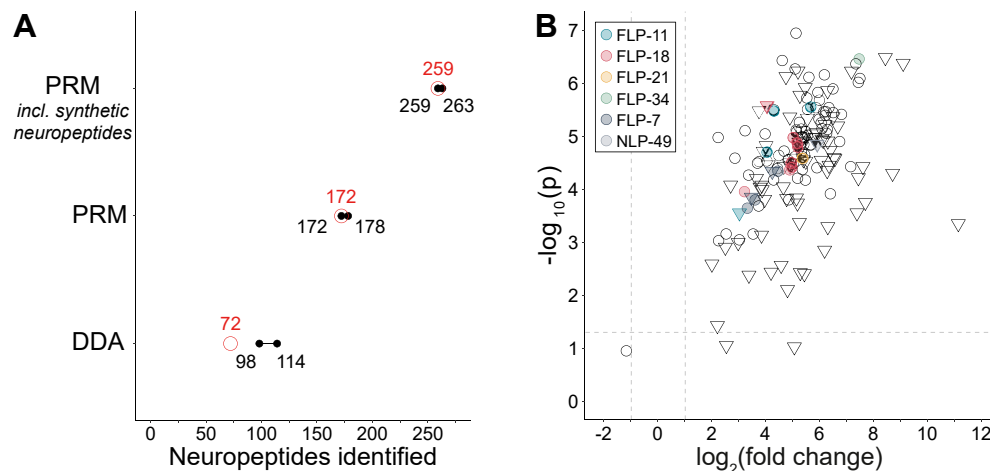 A
PRM
incl. synthetic
neuropeptides
259
259 263
PRM
172
172 178
DDA
72
98 114
0 50 100 150 200 250
Neuropeptides identified
B
FLP-11
FLP-18
FLP-21
FLP-34
FLP-7
NLP-49
7
6
5
4
3
2
1
0
-log10(p)
-2 0 2 4 6 8 10 12
log2(fold change)